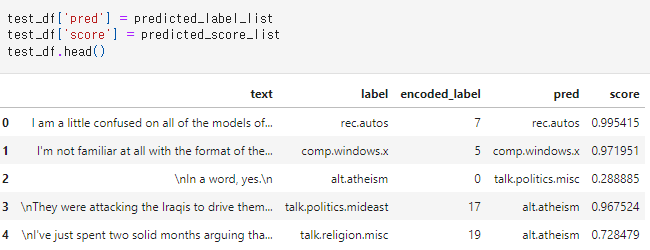 test_df['pred'] = predicted_label_list
test_df['score'] = predicted_score_list
test_df.head()
text label encoded_label pred score
0 I am a little confused on all of the models of... rec.autos 7 rec.autos 0.995415
1 I'm not familiar at all with the format of the... comp.windows.x 5 comp.windows.x 0.971951
2 \nIn a word, yes.\n alt.atheism 0 talk.politics.misc 0.288885
3 \nThey were attacking the Iraqis to drive them... talk.politics.mideast 17 alt.atheism 0.967524
4 \nI've just spent two solid months arguing tha... talk.religion.misc 19 alt.atheism 0.728479